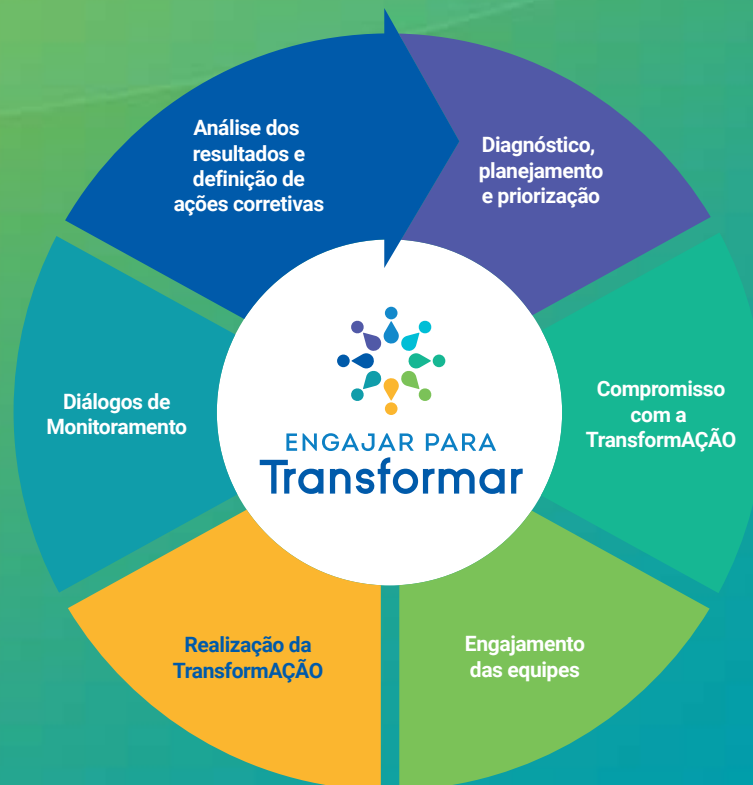 Análise dos
resultados e
definição de
ações corretivas
Diagnóstico,
planejamento
e priorização
Compromisso
com a
TransformAÇÃO
Engajamento
das equipes
Realização da
TransformAÇÃO
Diálogos de
Monitoramento
ENGAJAR PARA
Transformar